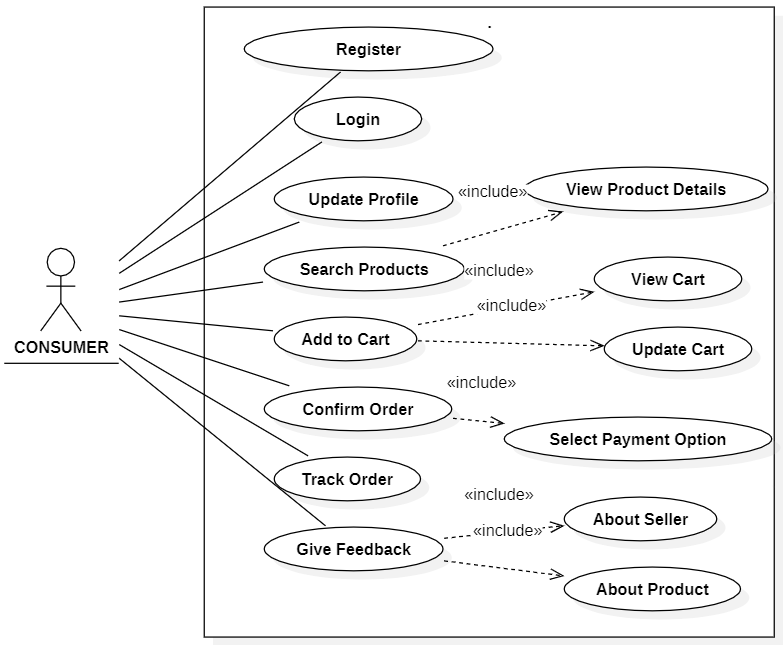 Register
Login
Update Profile
«include»
View Product Details
Search Products
«include»
View Cart
«include»
CONSUMER
Add to Cart
Update Cart
«include»
Confirm Order
Select Payment Option
Track Order
«include»
About Seller
«include»
Give Feedback
About Product